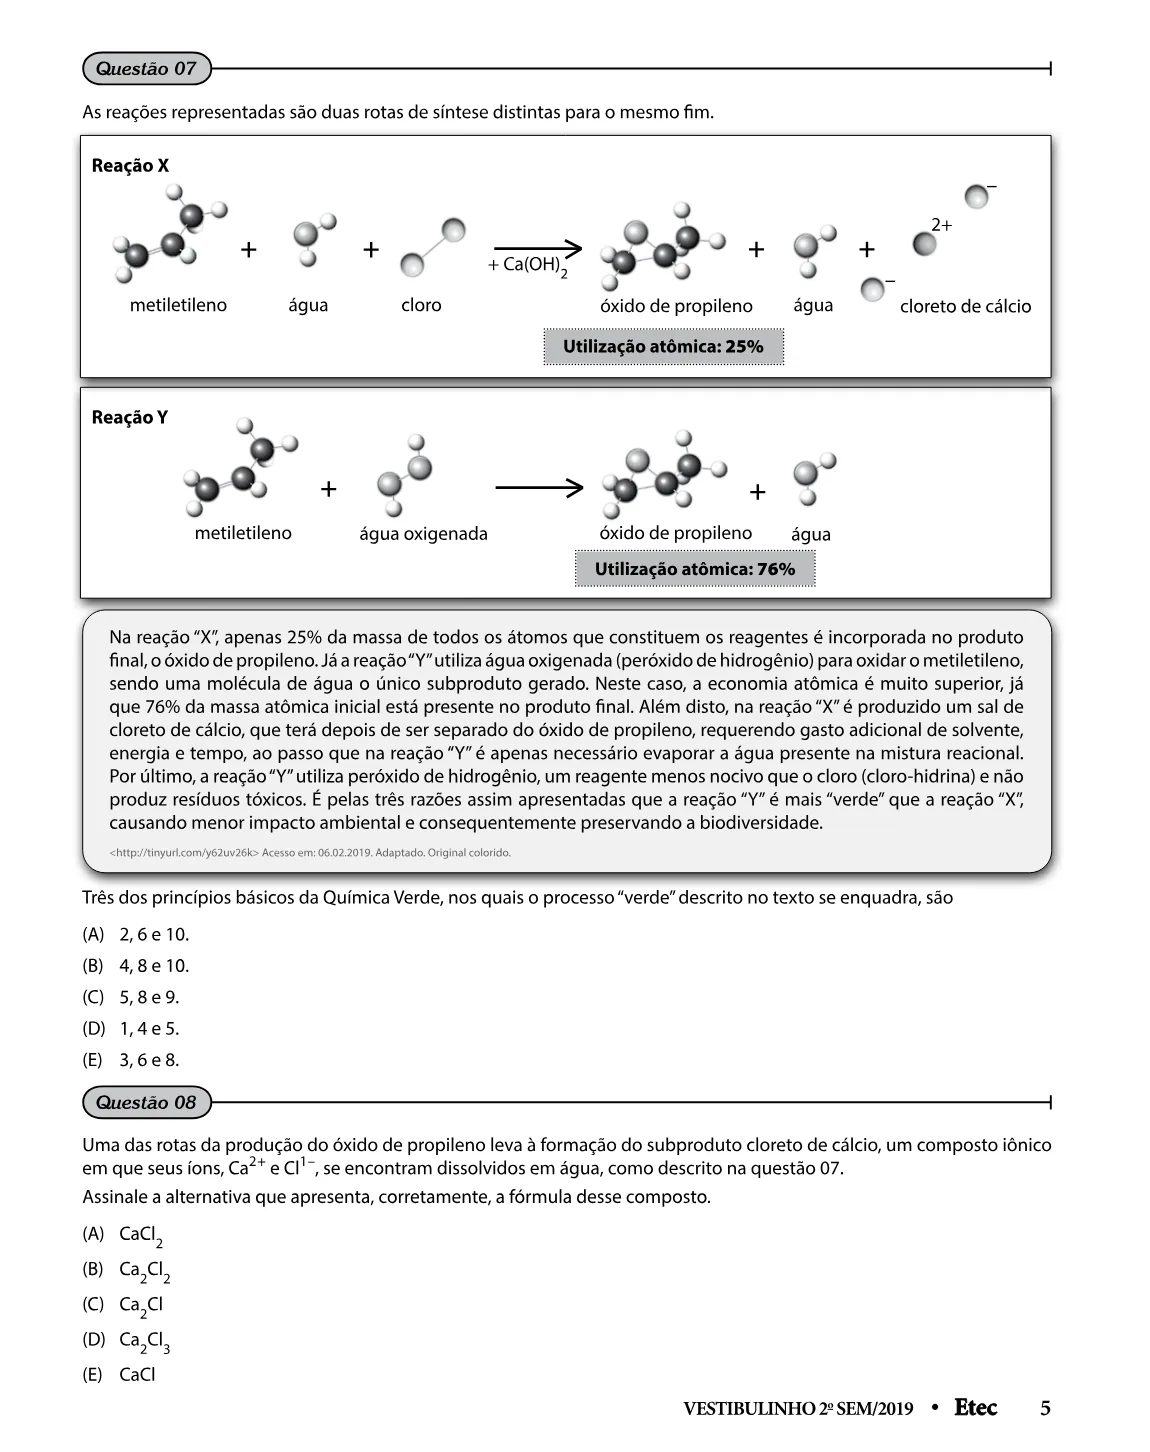 Questão 07
As reações representadas são duas rotas de síntese distintas para o mesmo fim.
Reação X
+ + + Ca(OH)2 + +
2+
–
–
metiletileno água cloro óxido de propileno água cloreto de cálcio
Utilização atômica: 25%
Reação Y
+ +
metiletileno água oxigenada óxido de propileno água
Utilização atômica: 76%
Na reação “X”, apenas 25% da massa de todos os átomos que constituem os reagentes é incorporada no produto
final, o óxido de propileno. Já a reação “Y” utiliza água oxigenada (peróxido de hidrogênio) para oxidar o metiletileno,
sendo uma molécula de água o único subproduto gerado. Neste caso, a economia atômica é muito superior, já
que 76% da massa atômica inicial está presente no produto final. Além disto, na reação “X” é produzido um sal de
cloreto de cálcio, que terá depois de ser separado do óxido de propileno, requerendo gasto adicional de solvente,
energia e tempo, ao passo que na reação “Y” é apenas necessário evaporar a água presente na mistura reacional.
Por último, a reação “Y” utiliza peróxido de hidrogênio, um reagente menos nocivo que o cloro (cloro-hidrina) e não
produz resíduos tóxicos. É pelas três razões assim apresentadas que a reação “Y” é mais “verde” que a reação “X”,
causando menor impacto ambiental e consequentemente preservando a biodiversidade.
<http://tinyurl.com/y62uv26k> Acesso em: 06.02.2019. Adaptado. Original colorido.
Três dos princípios básicos da Química Verde, nos quais o processo “verde” descrito no texto se enquadra, são
(A) 2, 6 e 10.
(B) 4, 8 e 10.
(C) 5, 8 e 9.
(D) 1, 4 e 5.
(E) 3, 6 e 8.
Questão 08
Uma das rotas da produção do óxido de propileno leva à formação do subproduto cloreto de cálcio, um composto iônico
em que seus íons, Ca2+ e Cl1–, se encontram dissolvidos em água, como descrito na questão 07.
Assinale a alternativa que apresenta, corretamente, a fórmula desse composto.
(A) CaCl2
(B) Ca2Cl2
(C) Ca2Cl
(D) Ca2Cl3
(E) CaCl
VESTIBULINHO 2º SEM/2019 • Etec 5